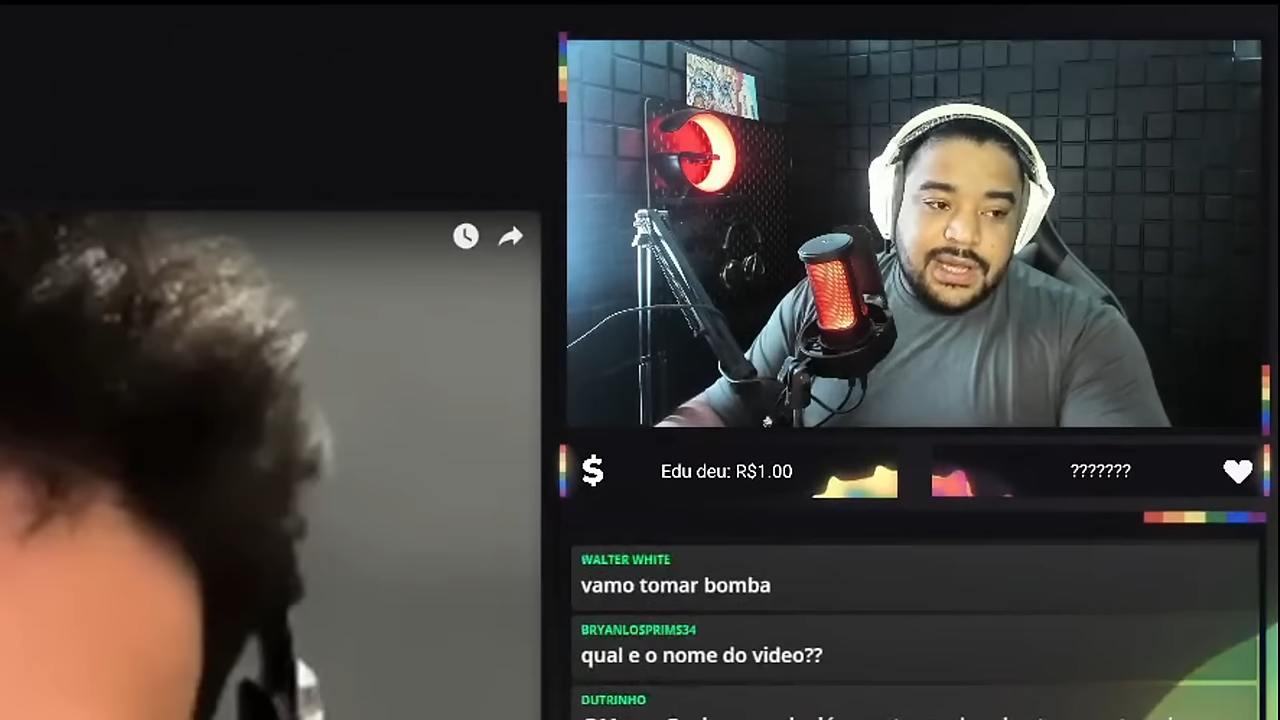 $ Edu deu: R$1.00
???????
WALTER WHITE
vamo tomar bomba
BRYANLOSPRIMS34
qual e o nome do video??
DUTRINHO